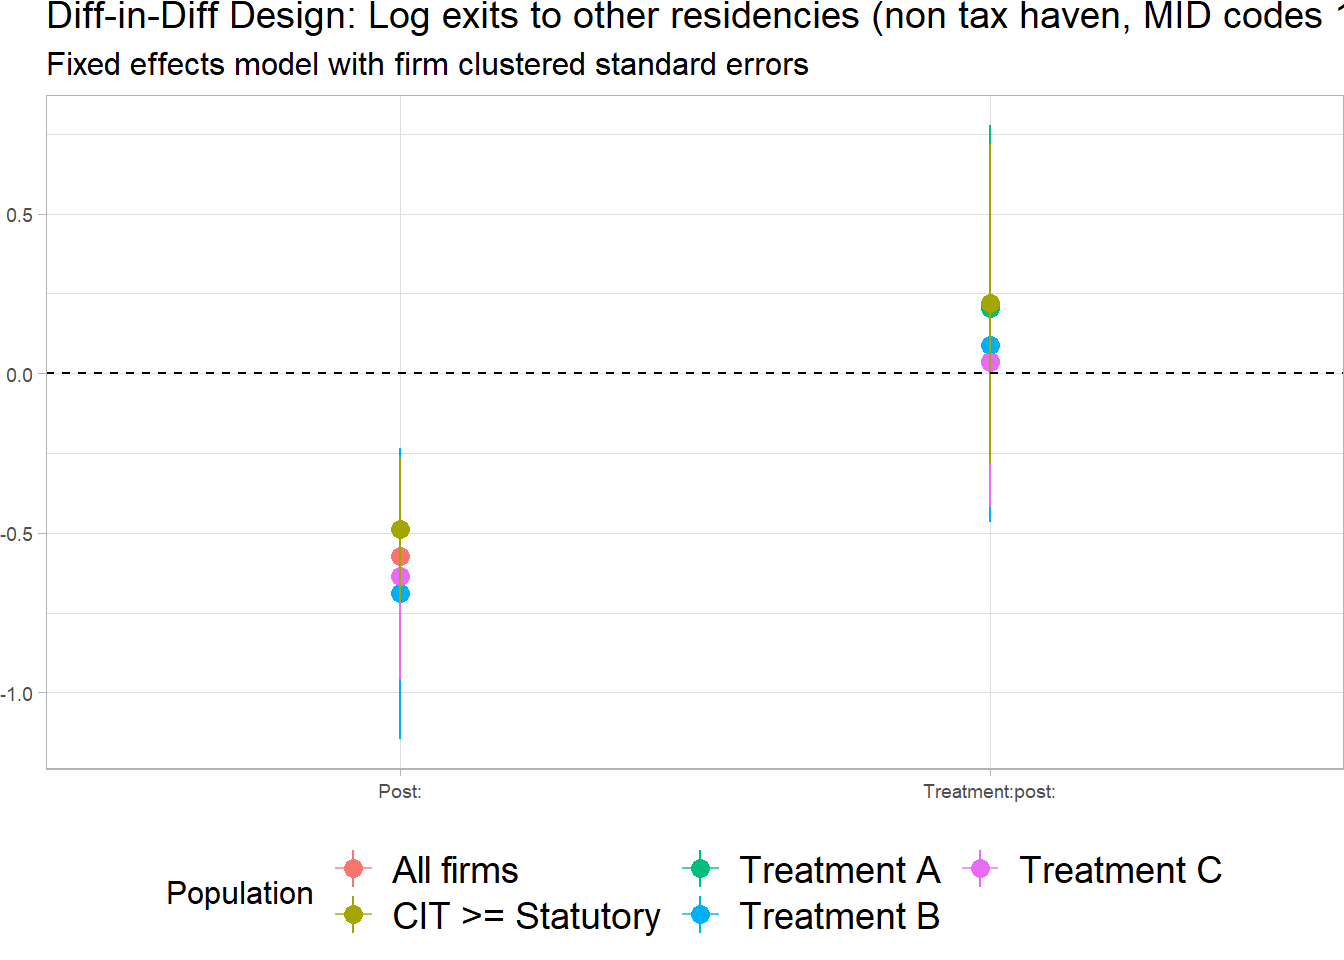 Diff-in-Diff Design: Log exits to other residencies (non tax haven, MID codes
Fixed effects model with firm clustered standard errors
0.5
0.0
-0.5
-1.0
Post:
Treatment:post:
Population
All firms
Treatment A
Treatment C
CIT >= Statutory
Treatment B